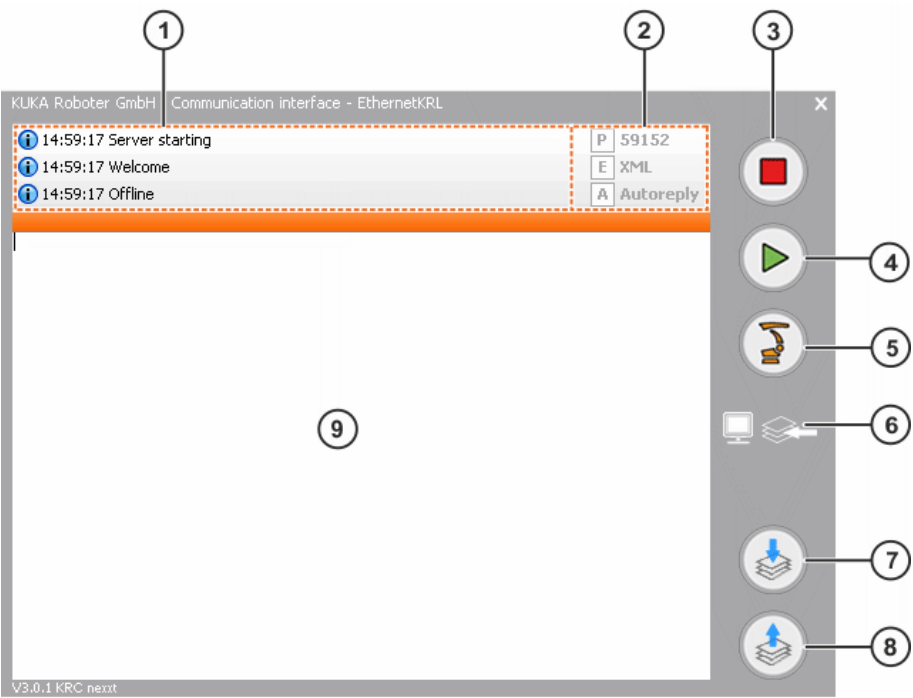 1
2
3
KUKA Roboter GmbH Communication interface - EthernetKRL X
14:59:17 Server starting P 59152
14:59:17 Welcome E XML
14:59:17 Offline A Autoreply
4
5
6
9
7
8
V3.0.1 KRC nexxt